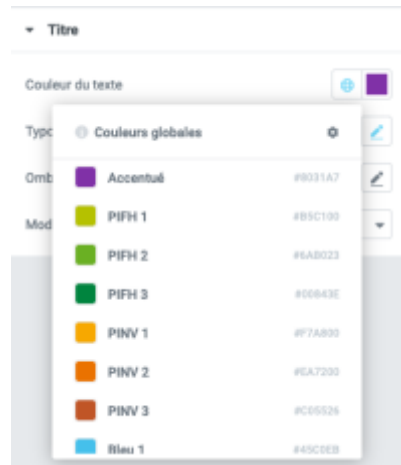 Titre
Couleur du texte
Typo
Couleurs globales
Omb
Accentué #8031A7
Mod
PIFH 1 #B5C100
PIFH 2 #6AB023
PIFH 3 #00843E
PINV 1 #F7A800
PINV 2 #EA7200
PINV 3 #C05526
Bleu 1 #45C0EB